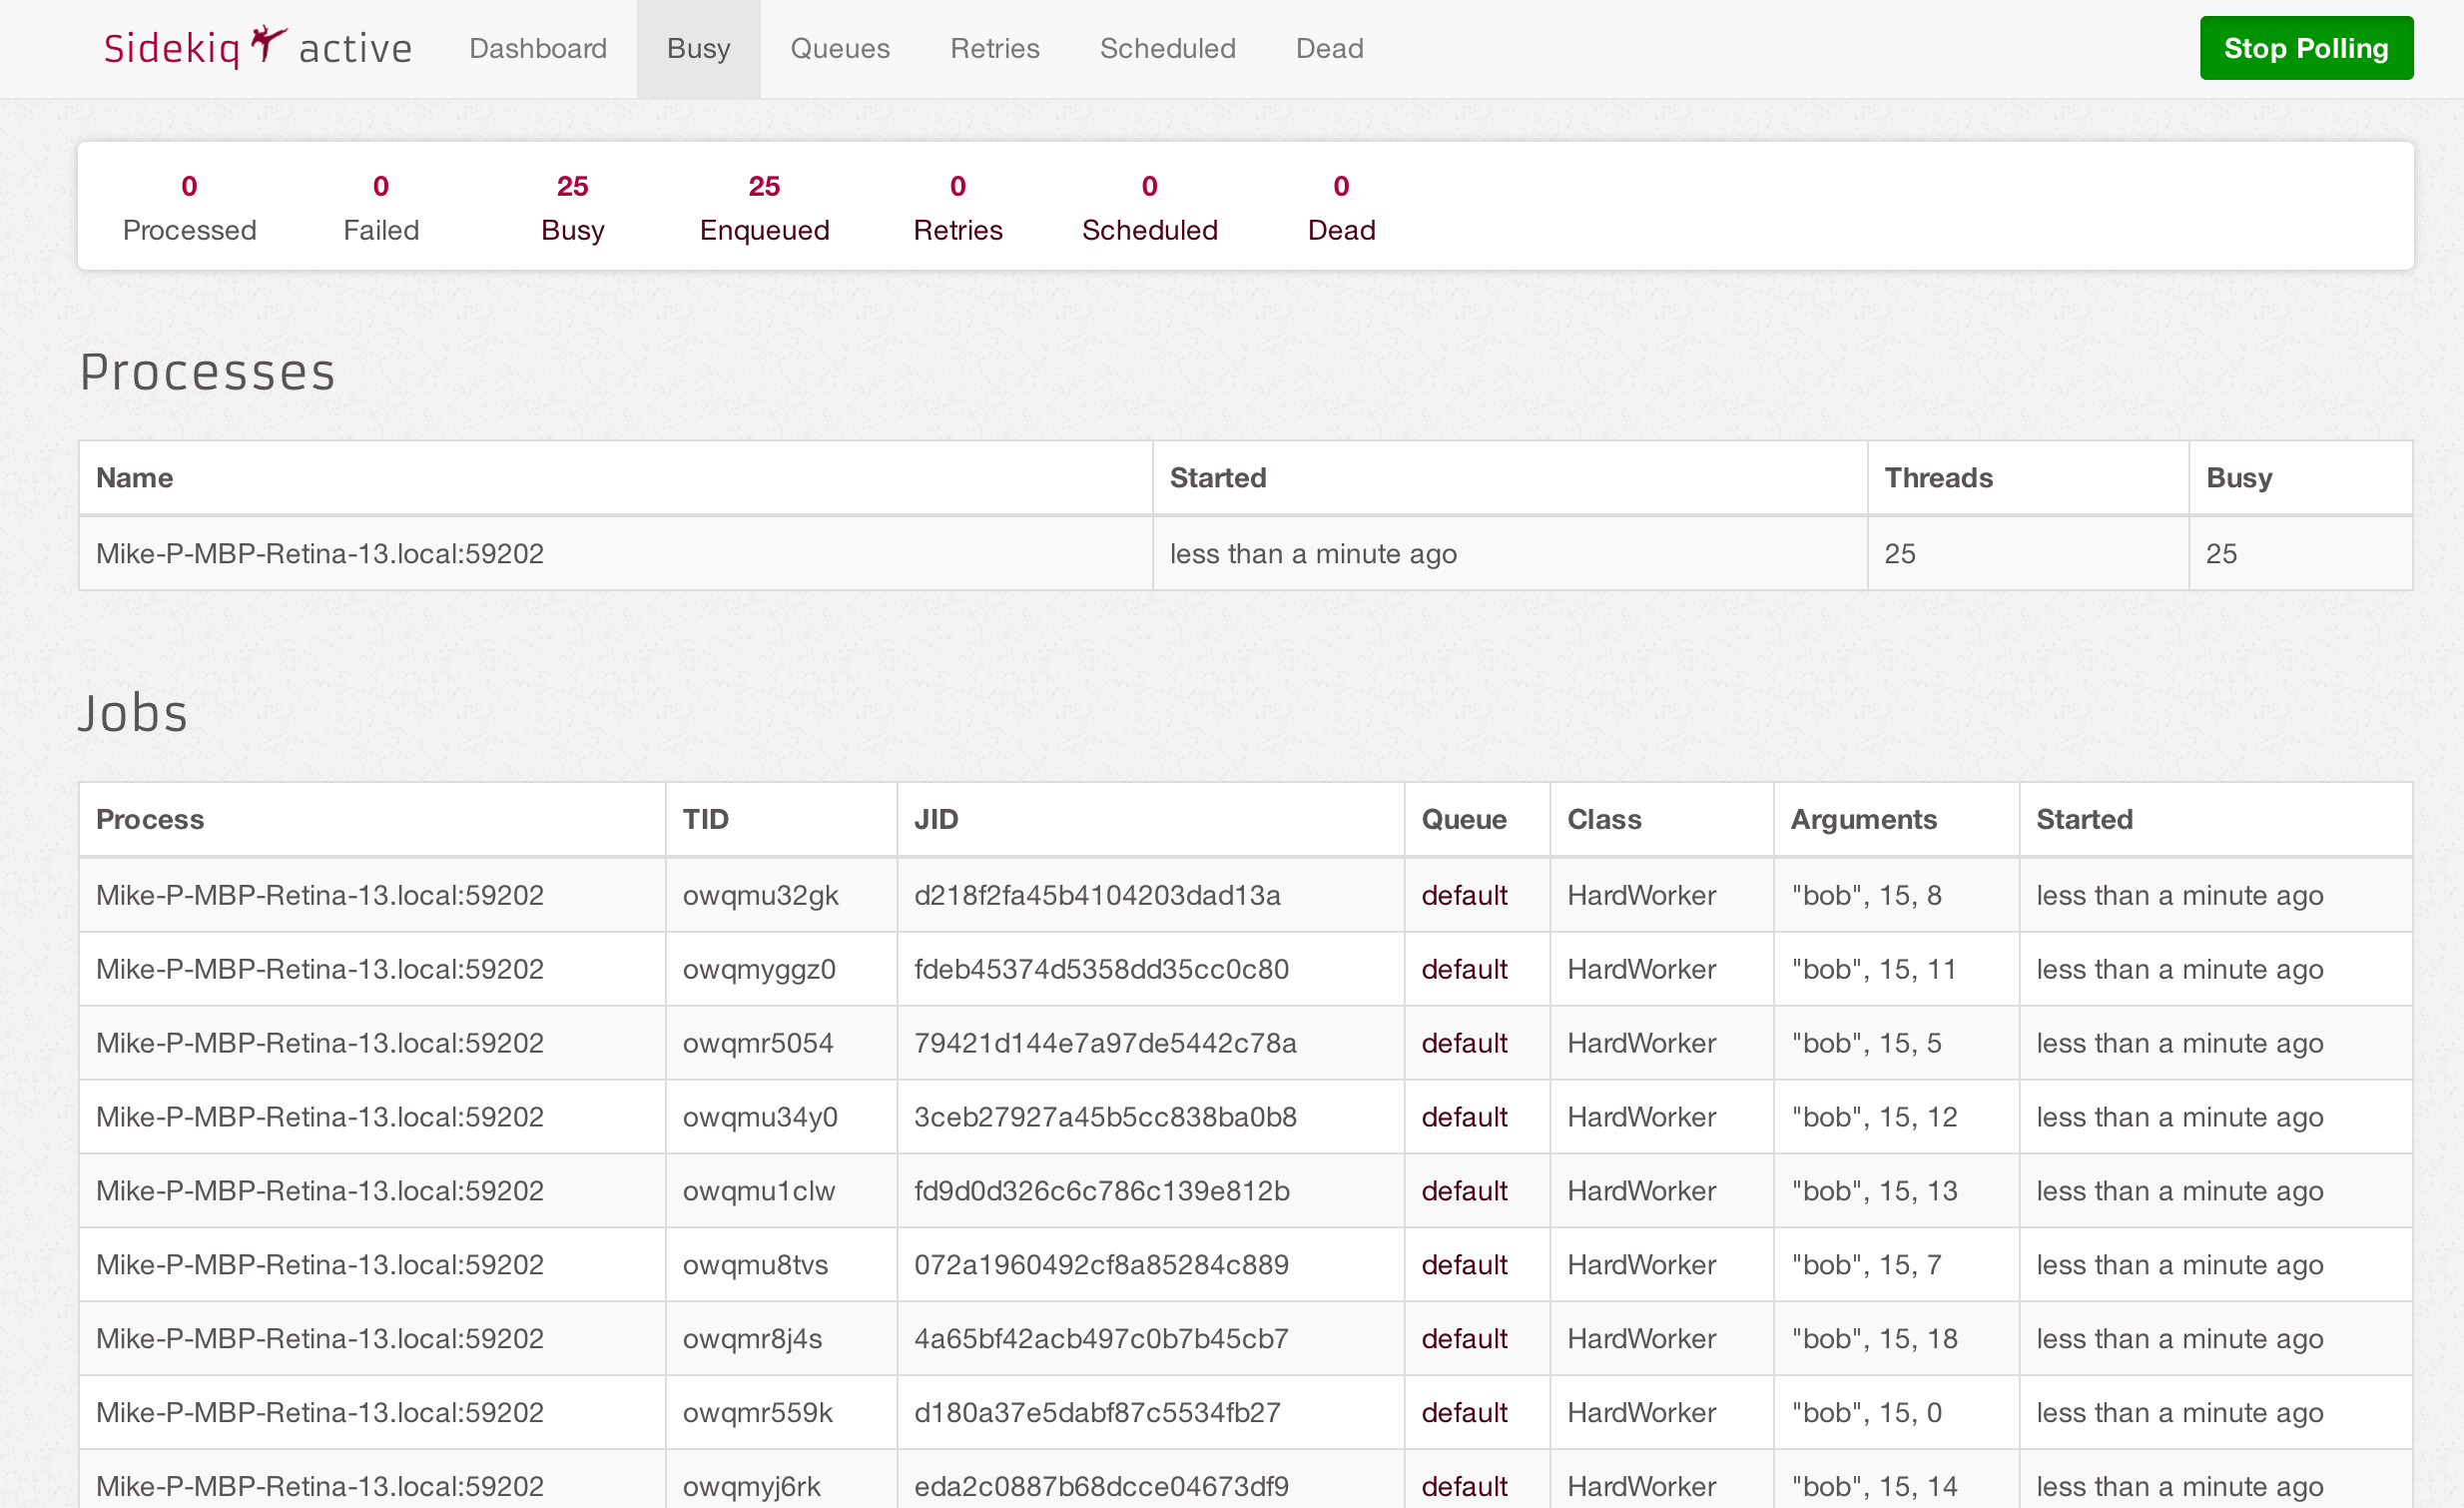 Sidekiq active Dashboard Busy Queues Retries Scheduled Dead Stop Polling
0 0 25 25 0 0 0
Processed Failed Busy Enqueued Retries Scheduled Dead
Processes
Name Started Threads Busy
Mike-P-MBP-Retina-13.local:59202 less than a minute ago 25 25
Jobs
Process TID JID Queue Class Arguments Started
Mike-P-MBP-Retina-13.local:59202 owqmu32gk d218f2fa45b4104203dad13a default HardWorker "bob", 15, 8 less than a minute ago
Mike-P-MBP-Retina-13.local:59202 owqmyggz0 fdeb45374d5358dd35cc0c80 default HardWorker "bob", 15, 11 less than a minute ago
Mike-P-MBP-Retina-13.local:59202 owqmr5054 79421d144e7a97de5442c78a default HardWorker "bob", 15, 5 less than a minute ago
Mike-P-MBP-Retina-13.local:59202 owqmu34y0 3ceb27927a45b5cc838ba0b8 default HardWorker "bob", 15, 12 less than a minute ago
Mike-P-MBP-Retina-13.local:59202 owqmu1clw fd9d0d326c6c786c139e812b default HardWorker "bob", 15, 13 less than a minute ago
Mike-P-MBP-Retina-13.local:59202 owqmu8tvs 072a1960492cf8a85284c889 default HardWorker "bob", 15, 7 less than a minute ago
Mike-P-MBP-Retina-13.local:59202 owqmr8j4s 4a65bf42acb497c0b7b45cb7 default HardWorker "bob", 15, 18 less than a minute ago
Mike-P-MBP-Retina-13.local:59202 owqmr559k d180a37e5dabf87c5534fb27 default HardWorker "bob", 15, 0 less than a minute ago
Mike-P-MBP-Retina-13.local:59202 owqmyj6rk eda2c0887b68dcce04673df9 default HardWorker "bob", 15, 14 less than a minute ago